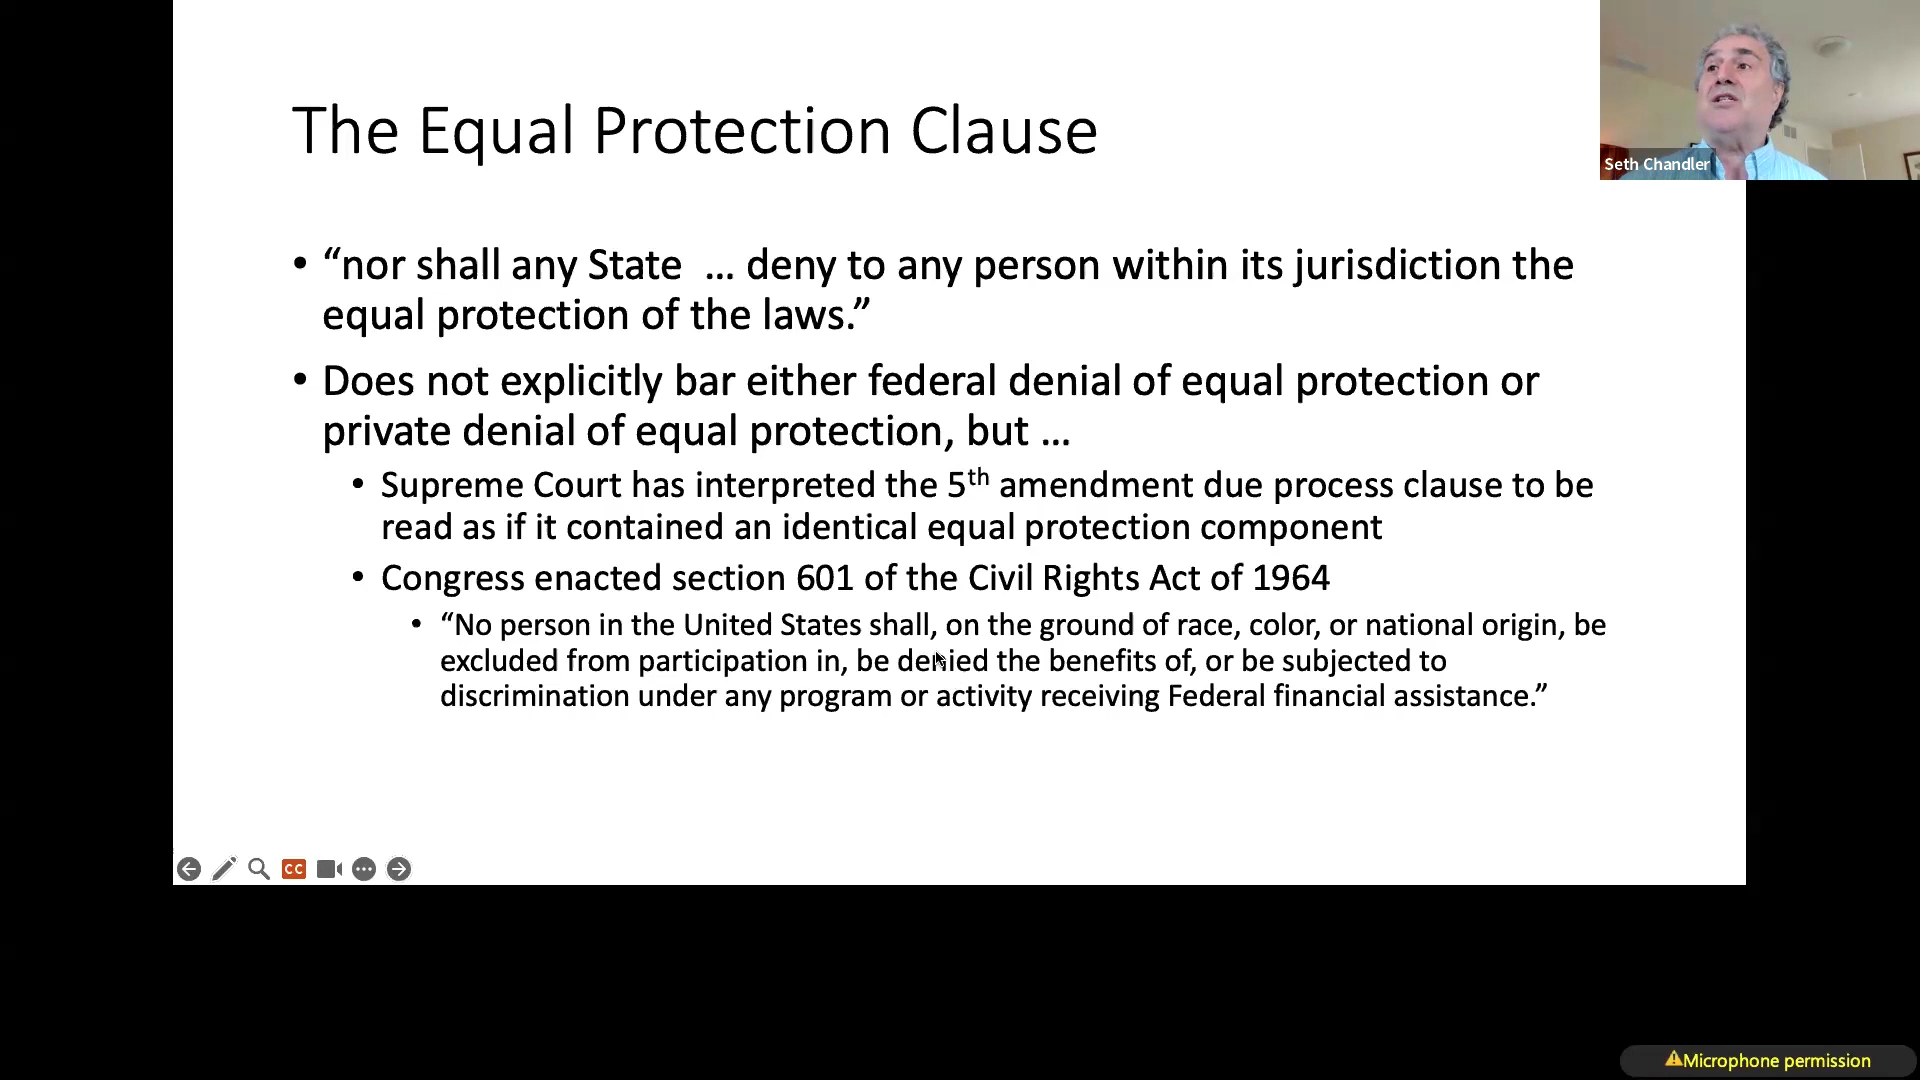 The Equal Protection Clause
Seth Chandler
• “nor shall any State … deny to any person within its jurisdiction the
equal protection of the laws.”
• Does not explicitly bar either federal denial of equal protection or
private denial of equal protection, but …
• Supreme Court has interpreted the 5th amendment due process clause to be
read as if it contained an identical equal protection component
• Congress enacted section 601 of the Civil Rights Act of 1964
• “No person in the United States shall, on the ground of race, color, or national origin, be
excluded from participation in, be denied the benefits of, or be subjected to
discrimination under any program or activity receiving Federal financial assistance.”
CC
Microphone permission